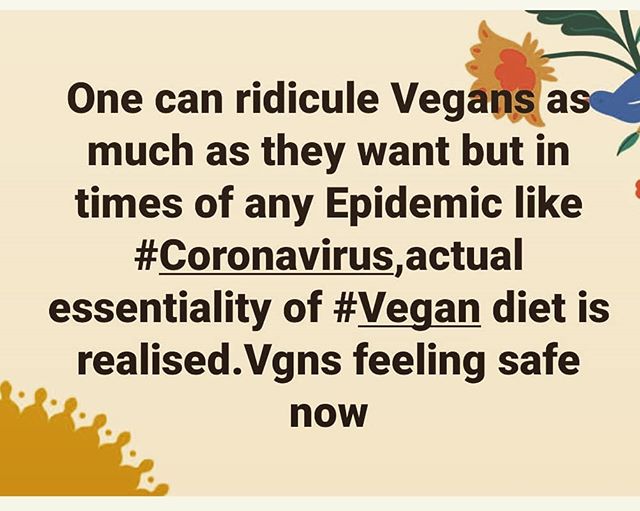 One can ridicule Vegans as
much as they want but in
times of any Epidemic like
#Coronavirus,actual
essentiality of #Vegan diet is
realised.Vgns feeling safe
now